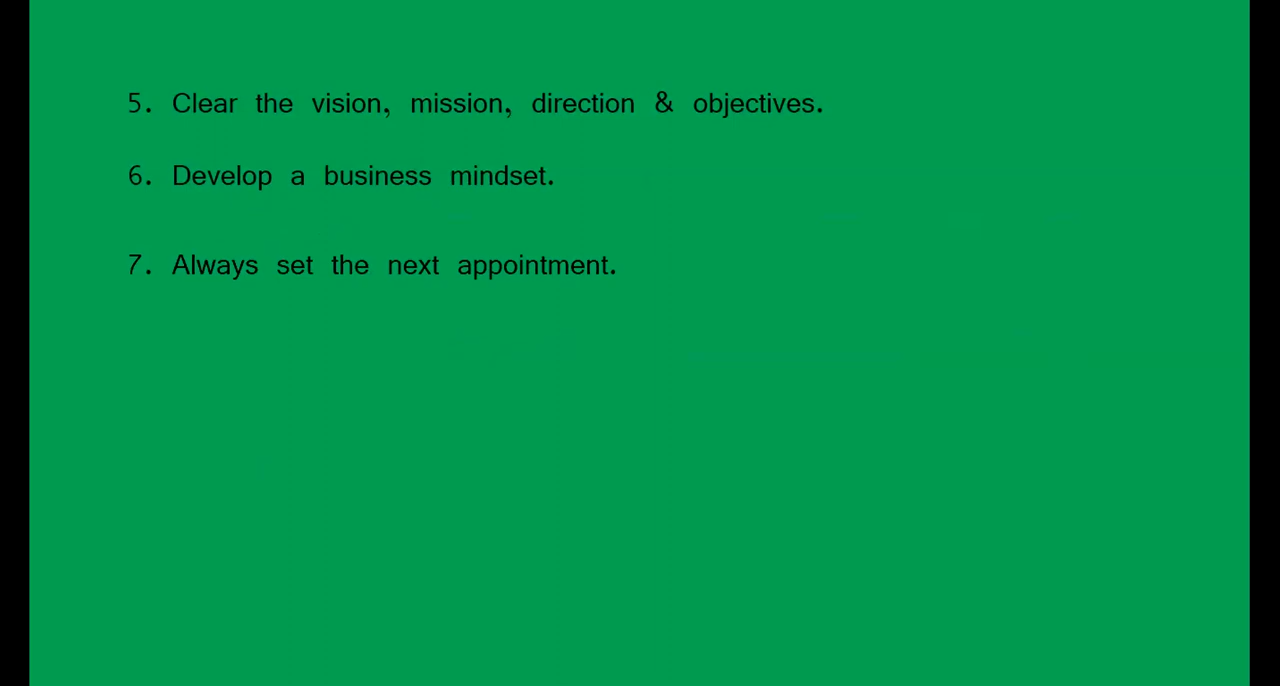 5. Clear the vision, mission, direction & objectives.
6. Develop a business mindset.
7. Always set the next appointment.